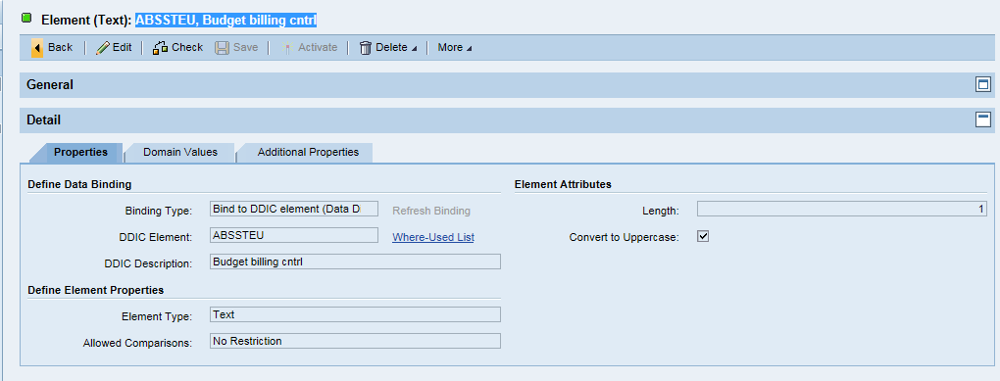 Element (Text): ABSSTEU, Budget billing cntrl
Back Edit Check Save Activate Delete More
General
Detail
Properties Domain Values Additional Properties
Define Data Binding Element Attributes
Binding Type: Bind to DDIC element (Data D Refresh Binding Length: 1
DDIC Element: ABSSTEU Where-Used List Convert to Uppercase:
DDIC Description: Budget billing cntrl
Define Element Properties
Element Type: Text
Allowed Comparisons: No Restriction